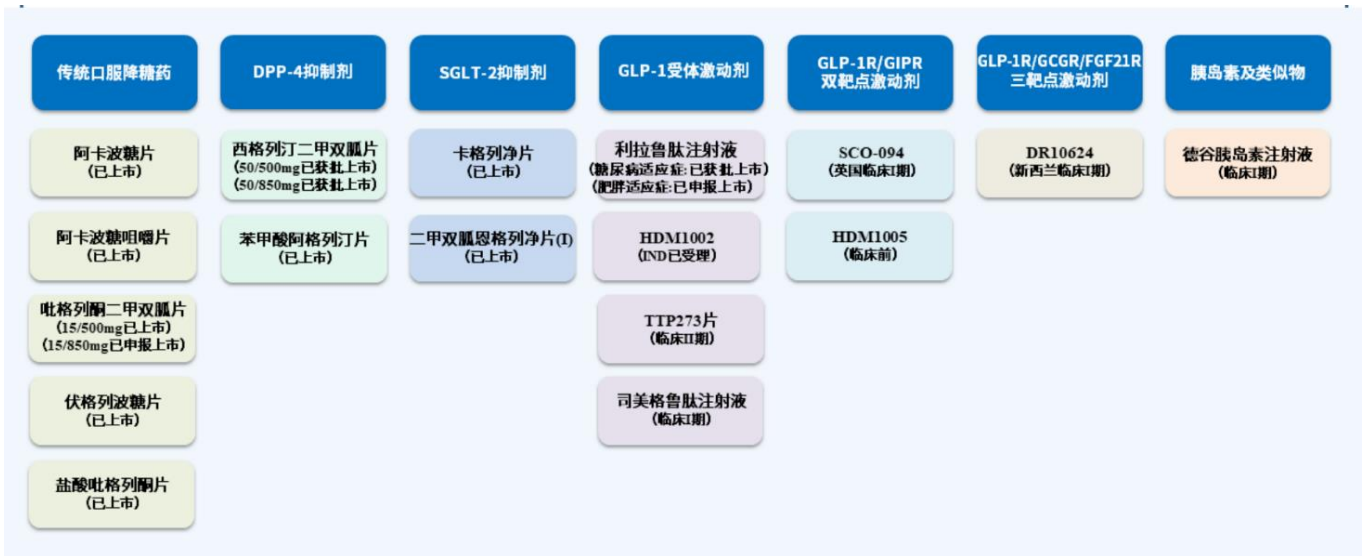 传统口服降糖药
阿卡波糖片
(已上市)
阿卡波糖咀嚼片
(已上市)
吡格列酮二甲双胍片
(15/500mg已上市)
(15/850mg已申报上市)
伏格列波糖片
(已上市)
盐酸吡格列酮片
(已上市)
DPP-4抑制剂
西格列汀二甲双胍片
(50/500mg已获批上市)
(50/850mg已获批上市)
苯甲酸阿格列汀片
(已上市)
SGLT-2抑制剂
卡格列净片
(已上市)
二甲双胍恩格列净片(I)
(已上市)
GLP-1受体激动剂
利拉鲁肽注射液
(糖尿病适应症:已获批上市)
(肥胖适应症:已申报上市)
HDM1002
(IND已受理)
TTP273片
(临床II期)
司美格鲁肽注射液
(临床I期)
GLP-1R/GIPR
双靶点激动剂
SCO-094
(英国临床I期)
HDM1005
(临床前)
GLP-1R/GCGR/FGF21R
三靶点激动剂
DR10624
(新西兰临床I期)
胰岛素及类似物
德谷胰岛素注射液
(临床I期)